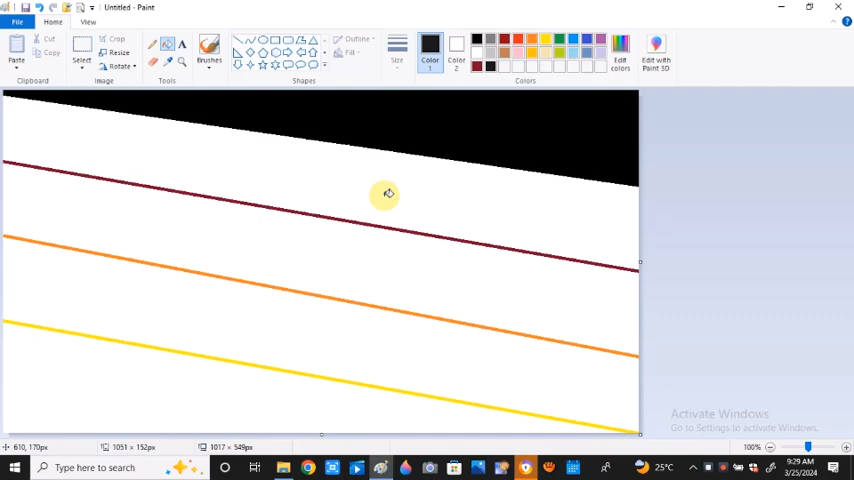 Untitled - Paint
File Home View
Paste
Cut
Copy
Clipboard
Select
Crop
Resize
Rotate
Image
A
Tools
Brushes
Shapes
Outline
Fill
Size
Color 1
Color 2
Colors
Edit colors
Edit with Paint 3D
Activate Windows
Go to Settings to activate Windows.
610, 170px
1051 × 152px
1017 × 549px
100%
Type here to search
25°C
9:29 AM
3/25/2024